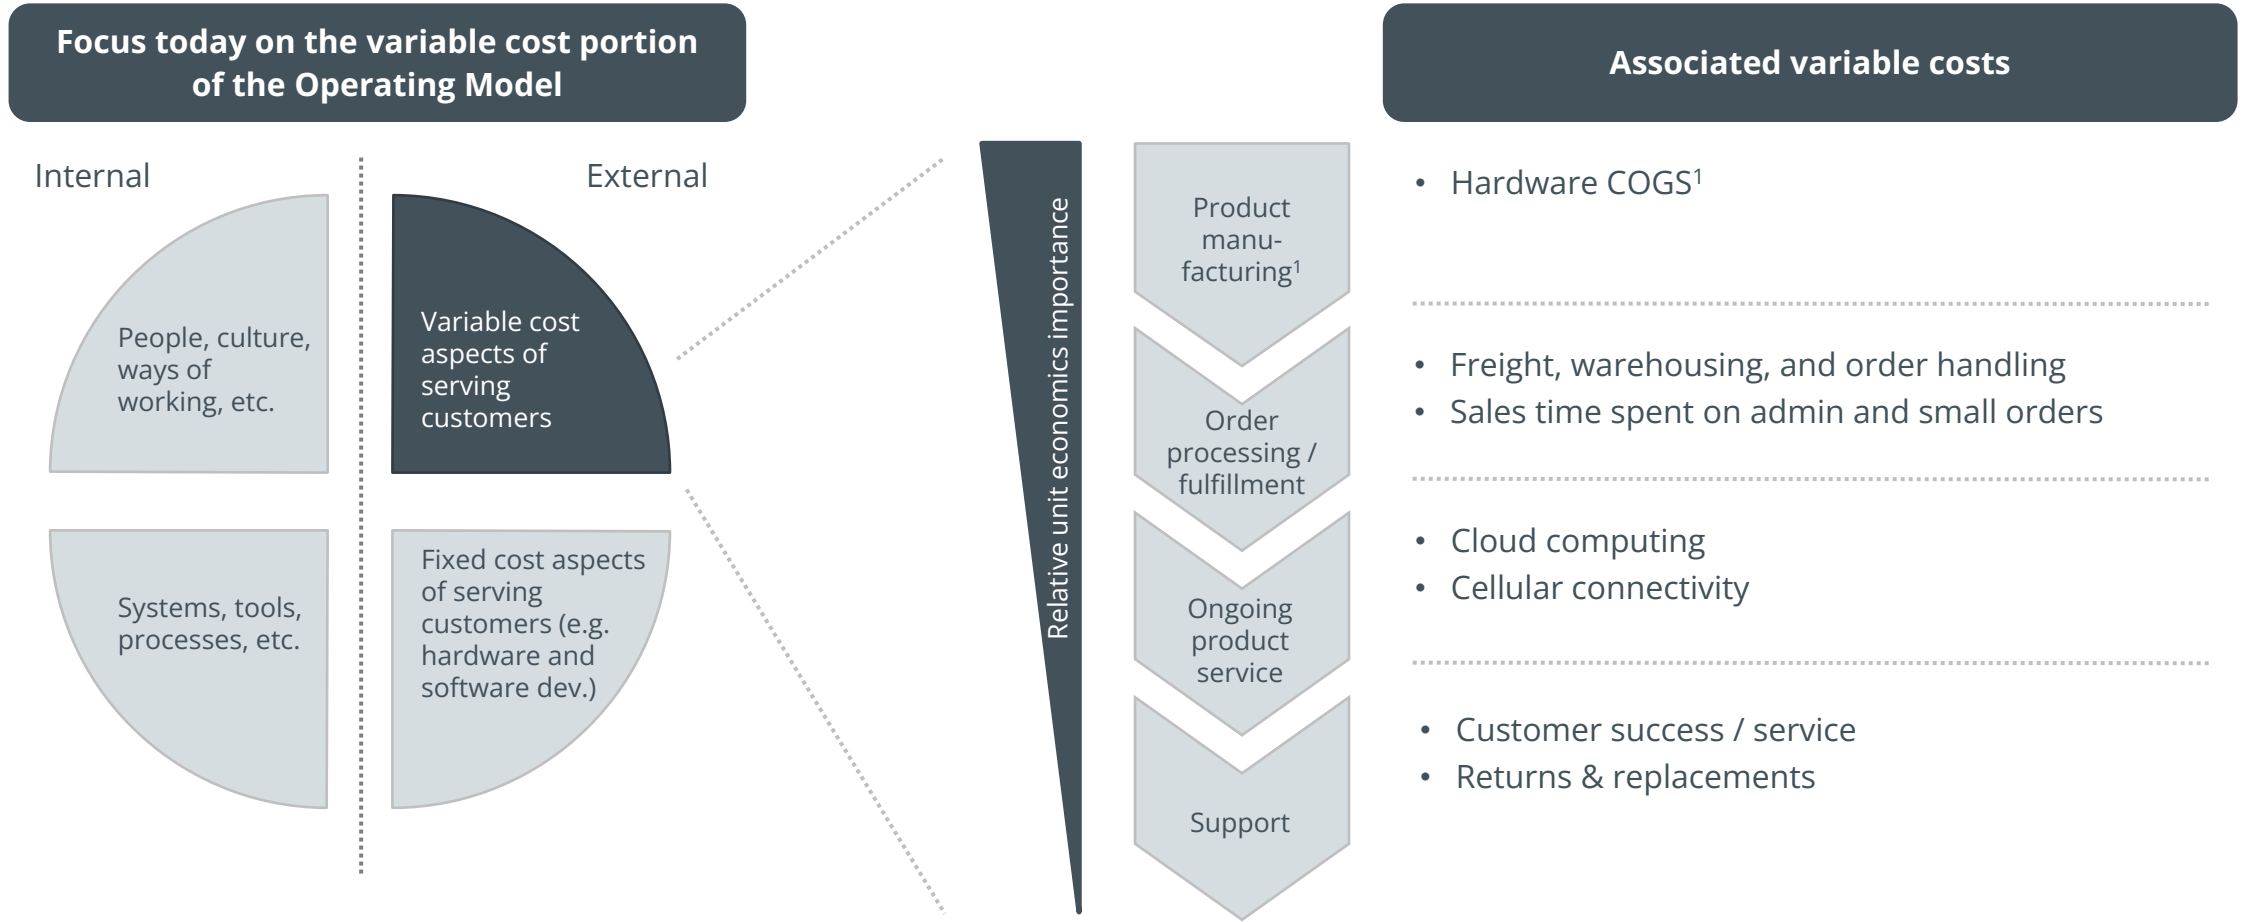 Focus today on the variable cost portion
of the Operating Model
Internal
External
People, culture,
ways of
working, etc.
Variable cost
aspects of
serving
customers
Systems, tools,
processes, etc.
Fixed cost aspects
of serving
customers (e.g.
hardware and
software dev.)
Relative unit economics importance
Product
manu-
facturing¹
Order
processing /
fulfillment
Ongoing
product
service
Support
Associated variable costs
• Hardware COGS¹
• Freight, warehousing, and order handling
• Sales time spent on admin and small orders
• Cloud computing
• Cellular connectivity
• Customer success / service
• Returns & replacements